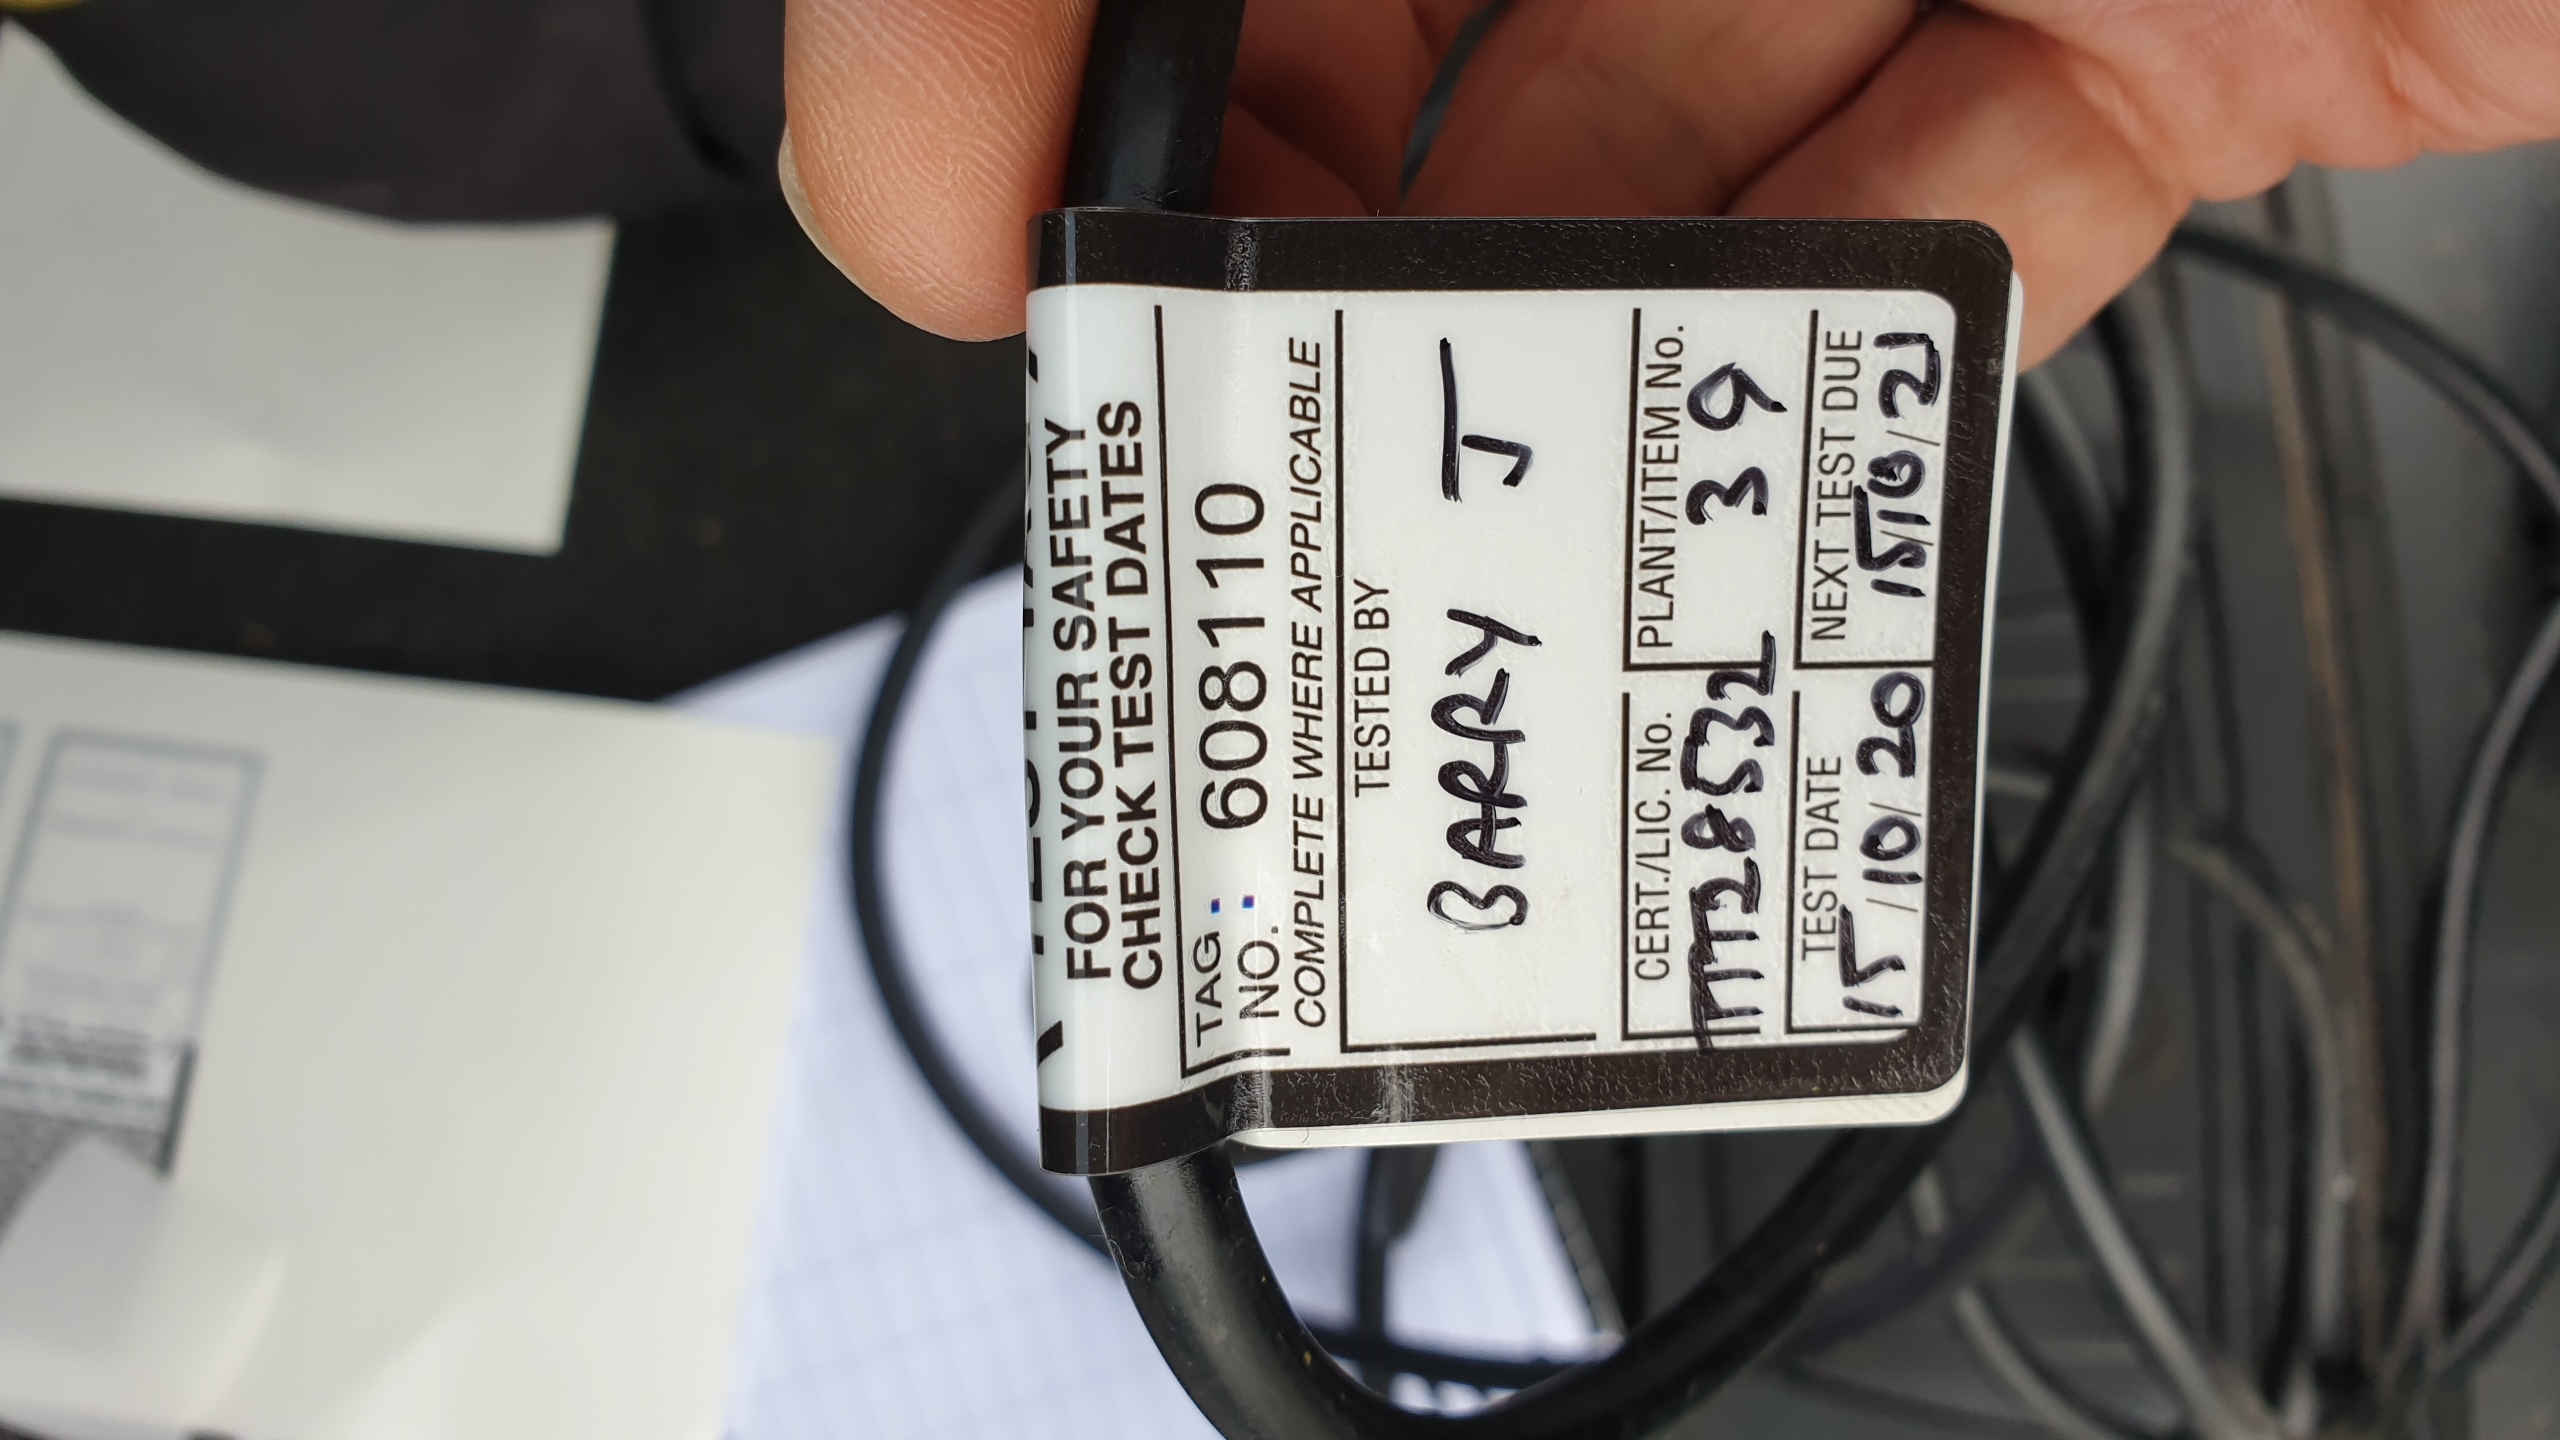 FOR YOUR SAFETY
CHECK TEST DATES
TAG NO. : 608110
COMPLETE WHERE APPLICABLE
TESTED BY
BARRY J
CERT./LIC. No. PLANT/ITEM No.
39
TEST DATE NEXT TEST DUE
15/10/20 15/10/21